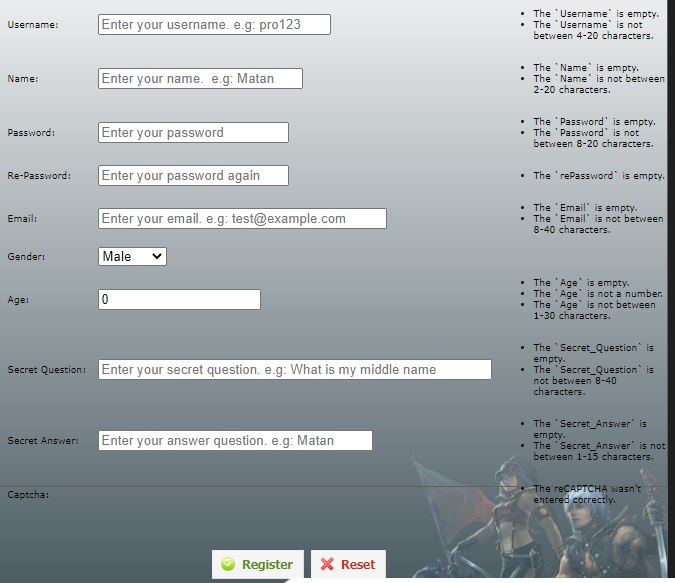 Username:
Enter your username. e.g: pro123
The `Username` is empty.
The `Username` is not
between 4-20 characters.
Name:
Enter your name.  e.g: Matan
The `Name` is empty.
The `Name` is not between
2-20 characters.
Password:
Enter your password
The `Password` is empty.
The `Password` is not
between 8-20 characters.
Re-Password:
Enter your password again
The `rePassword` is empty.
Email:
Enter your email. e.g: test@example.com
The `Email` is empty.
The `Email` is not between
8-40 characters.
Gender:
Male
Age:
0
The `Age` is empty.
The `Age` is not a number.
The `Age` is not between
1-30 characters.
Secret Question:
Enter your secret question. e.g: What is my middle name
The `Secret_Question` is
empty.
The `Secret_Question` is
not between 8-40
characters.
Secret Answer:
Enter your answer question. e.g: Matan
The `Secret_Answer` is
empty.
The `Secret_Answer` is not
between 1-15 characters.
Captcha:
The reCAPTCHA wasn't
entered correctly.
Register
Reset